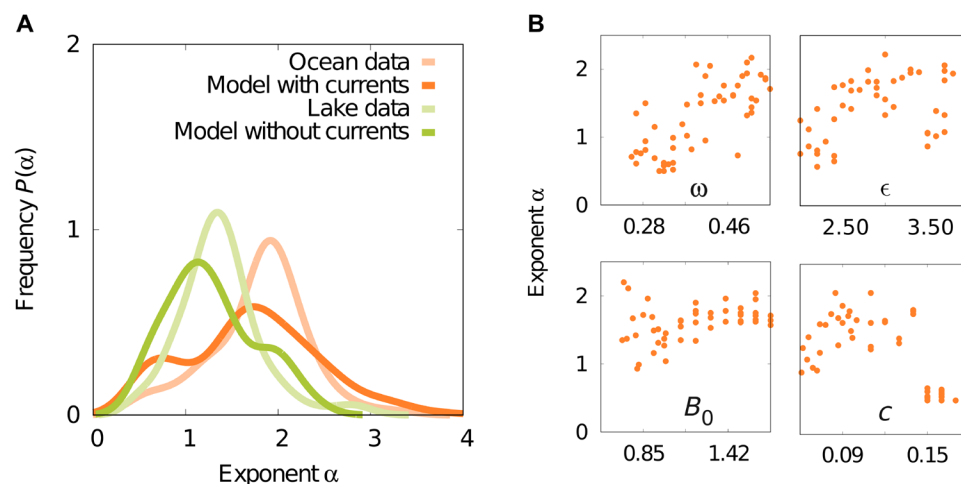 A
2
1
0
Frequency P(α)
0 1 2 3 4
Exponent α
Ocean data
Model with currents
Lake data
Model without currents
B
Exponent α
2
1
0
ω
0.28 0.46
ϵ
2.50 3.50
2
1
0
B0
0.85 1.42
c
0.09 0.15